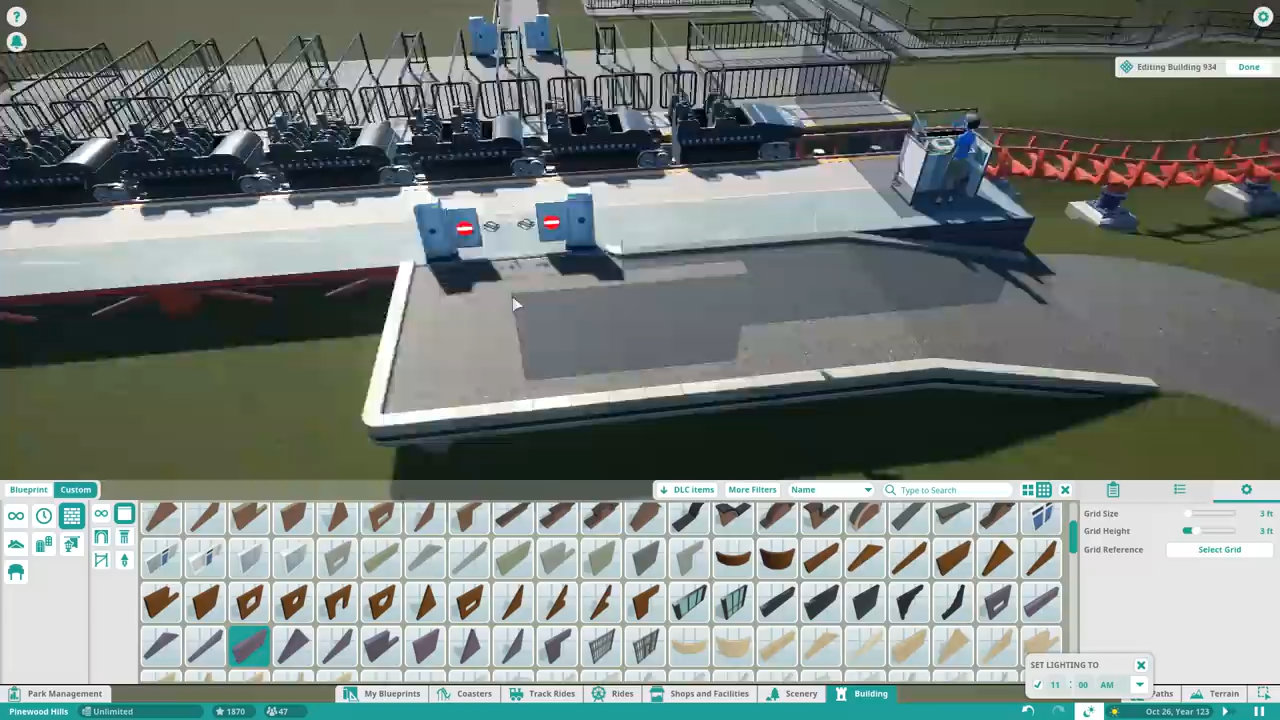 Editing Building 934 Done
Blueprint Custom DLC items More Filters Name Type to Search
Grid Size 3 ft
Grid Height 3 ft
Grid Reference Select Grid
SET LIGHTING TO
11 : 00 AM
Park Management My Blueprints Coasters Track Rides Rides Shops and Facilities Scenery Building Paths Terrain
Pinewood Hills Unlimited 1870 47 Oct 26, Year 123